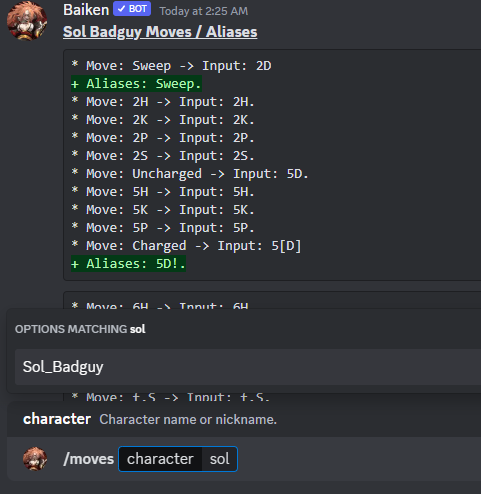 Baiken ✓ BOT Today at 2:25 AM
Sol Badguy Moves / Aliases
* Move: Sweep -> Input: 2D
+ Aliases: Sweep.
* Move: 2H -> Input: 2H.
* Move: 2K -> Input: 2K.
* Move: 2P -> Input: 2P.
* Move: 2S -> Input: 2S.
* Move: Uncharged -> Input: 5D.
* Move: 5H -> Input: 5H.
* Move: 5K -> Input: 5K.
* Move: 5P -> Input: 5P.
* Move: Charged -> Input: 5[D]
+ Aliases: 5D!.
* Move: 6H -> Input: 6H
OPTIONS MATCHING sol
Sol_Badguy
* Move: f.S -> Input: f.S.
character Character name or nickname.
/moves character sol